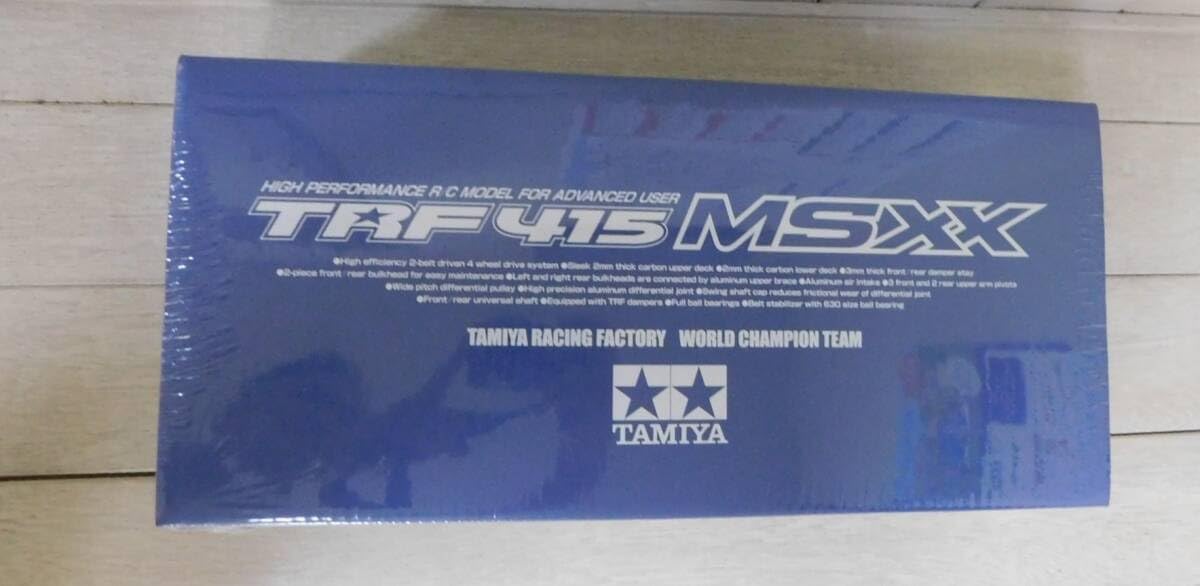 HIGH PERFORMANCE R/C MODEL FOR ADVANCED USER
TRF 415 MSXX
●High efficiency 2-belt driven 4 wheel drive system ●Sleek 2mm thick carbon upper deck ●2mm thick carbon lower deck ●3mm thick front/rear damper stay
●2-piece front/rear bulkhead for easy maintenance ●Left and right rear bulkheads are connected by aluminum upper brace ●Aluminum air intake ●3 front and 2 rear upper arm pivots
●Wide pitch differential pulley ●High precision aluminum differential joint ●Swing shaft cap reduces frictional wear of differential joint
●Front/rear universal shaft ●Equipped with TRF dampers ●Full ball bearings ●Belt stabilizer with 630 size ball bearing
TAMIYA RACING FACTORY WORLD CHAMPION TEAM
TAMIYA